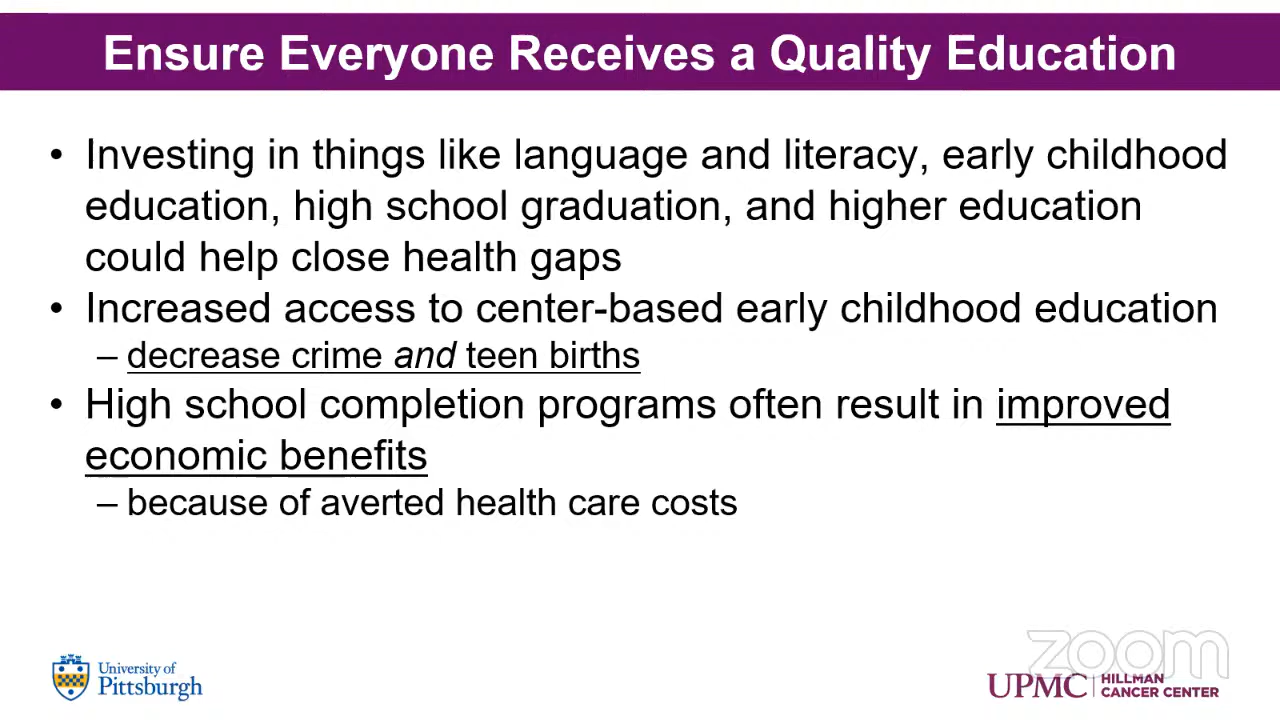 Ensure Everyone Receives a Quality Education
• Investing in things like language and literacy, early childhood
education, high school graduation, and higher education
could help close health gaps
• Increased access to center-based early childhood education
– decrease crime and teen births
• High school completion programs often result in improved
economic benefits
– because of averted health care costs
zoom
University of
Pittsburgh
UPMC | HILLMAN
CANCER CENTER